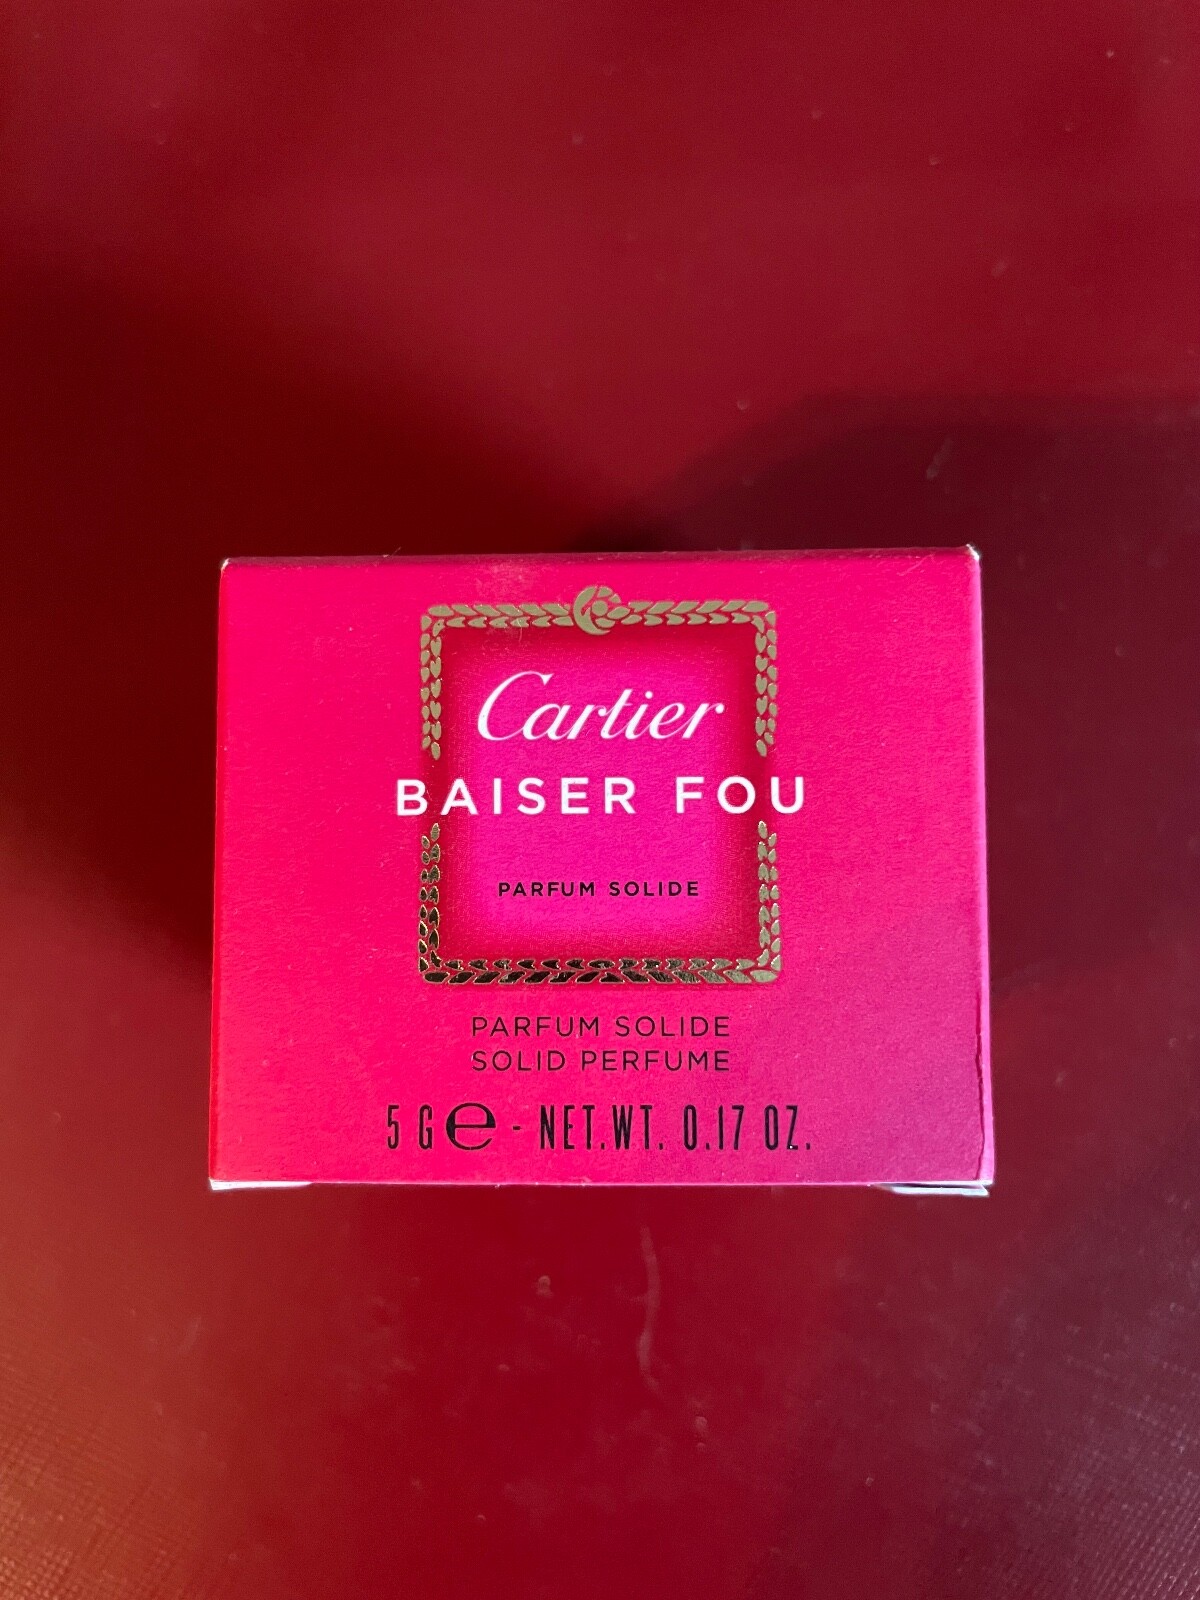 Cartier
BAISER FOU
PARFUM SOLIDE
PARFUM SOLIDE
SOLID PERFUME
5 G℮ - NET.WT. 0.17 OZ.